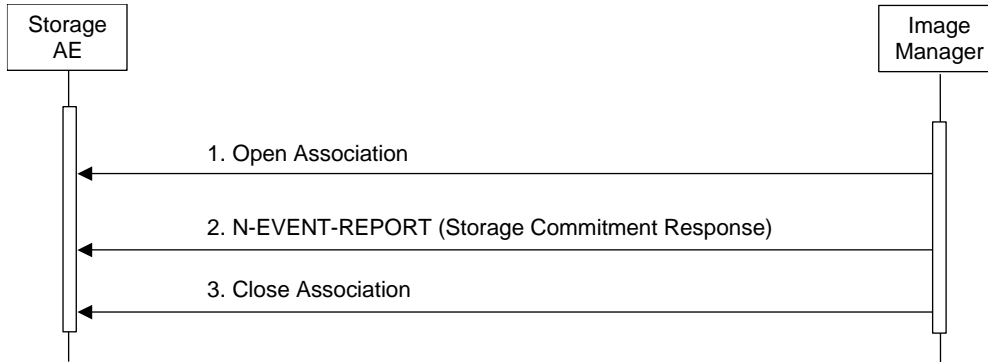 Storage
AE
Image
Manager
1. Open Association
2. N-EVENT-REPORT (Storage Commitment Response)
3. Close Association